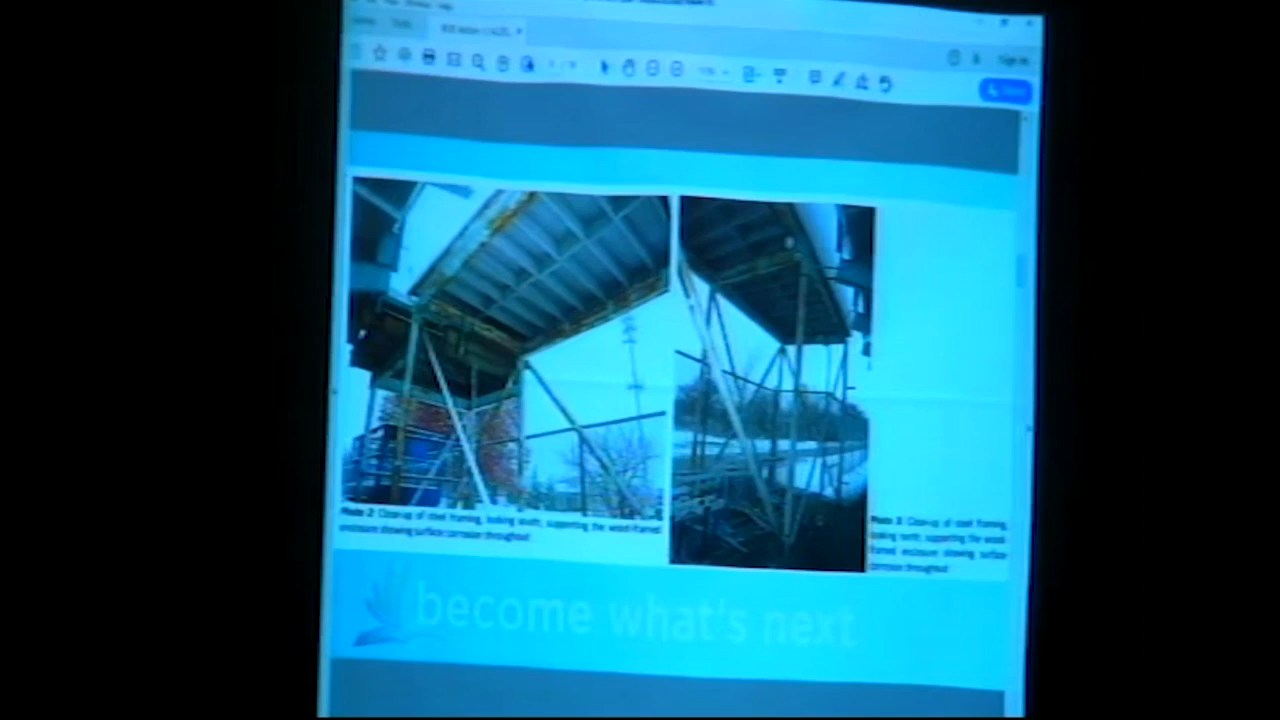 Sign In
Photo 2: Close-up of steel framing, looking south, supporting the wood-framed
enclosure showing surface corrosion throughout
Photo 3: Close-up of steel framing,
looking north, supporting the wood-
framed enclosure showing surface
corrosion throughout
become what's next